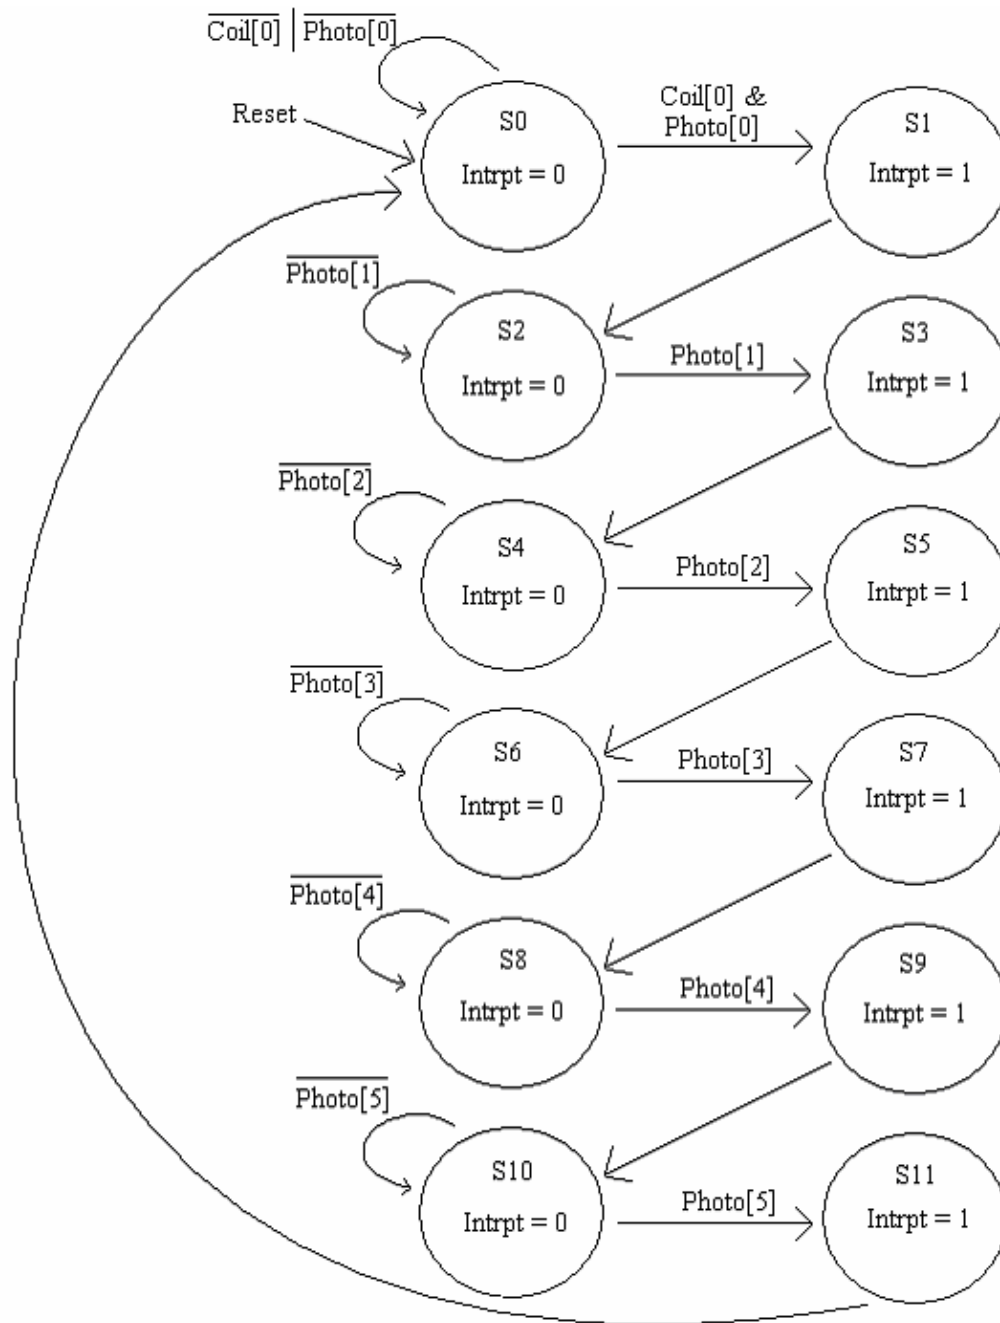 Coil[0] | Photo[0]
Reset
S0
Intrpt = 0
Coil[0] &
Photo[0]
S1
Intrpt = 1
Photo[1]
S2
Intrpt = 0
Photo[1]
S3
Intrpt = 1
Photo[2]
S4
Intrpt = 0
Photo[2]
S5
Intrpt = 1
Photo[3]
S6
Intrpt = 0
Photo[3]
S7
Intrpt = 1
Photo[4]
S8
Intrpt = 0
Photo[4]
S9
Intrpt = 1
Photo[5]
S10
Intrpt = 0
Photo[5]
S11
Intrpt = 1